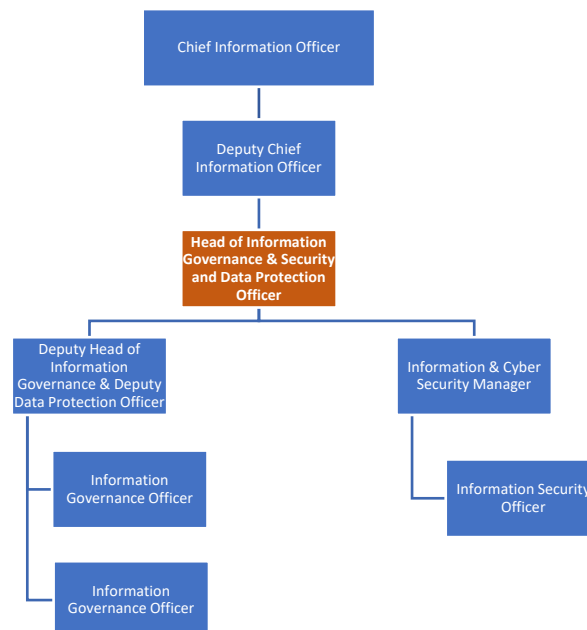 Chief Information Officer
Deputy Chief
Information Officer
Head of Information
Governance & Security
and Data Protection
Officer
Deputy Head of
Information
Governance & Deputy
Data Protection Officer
Information & Cyber
Security Manager
Information
Governance Officer
Information Security
Officer
Information
Governance Officer